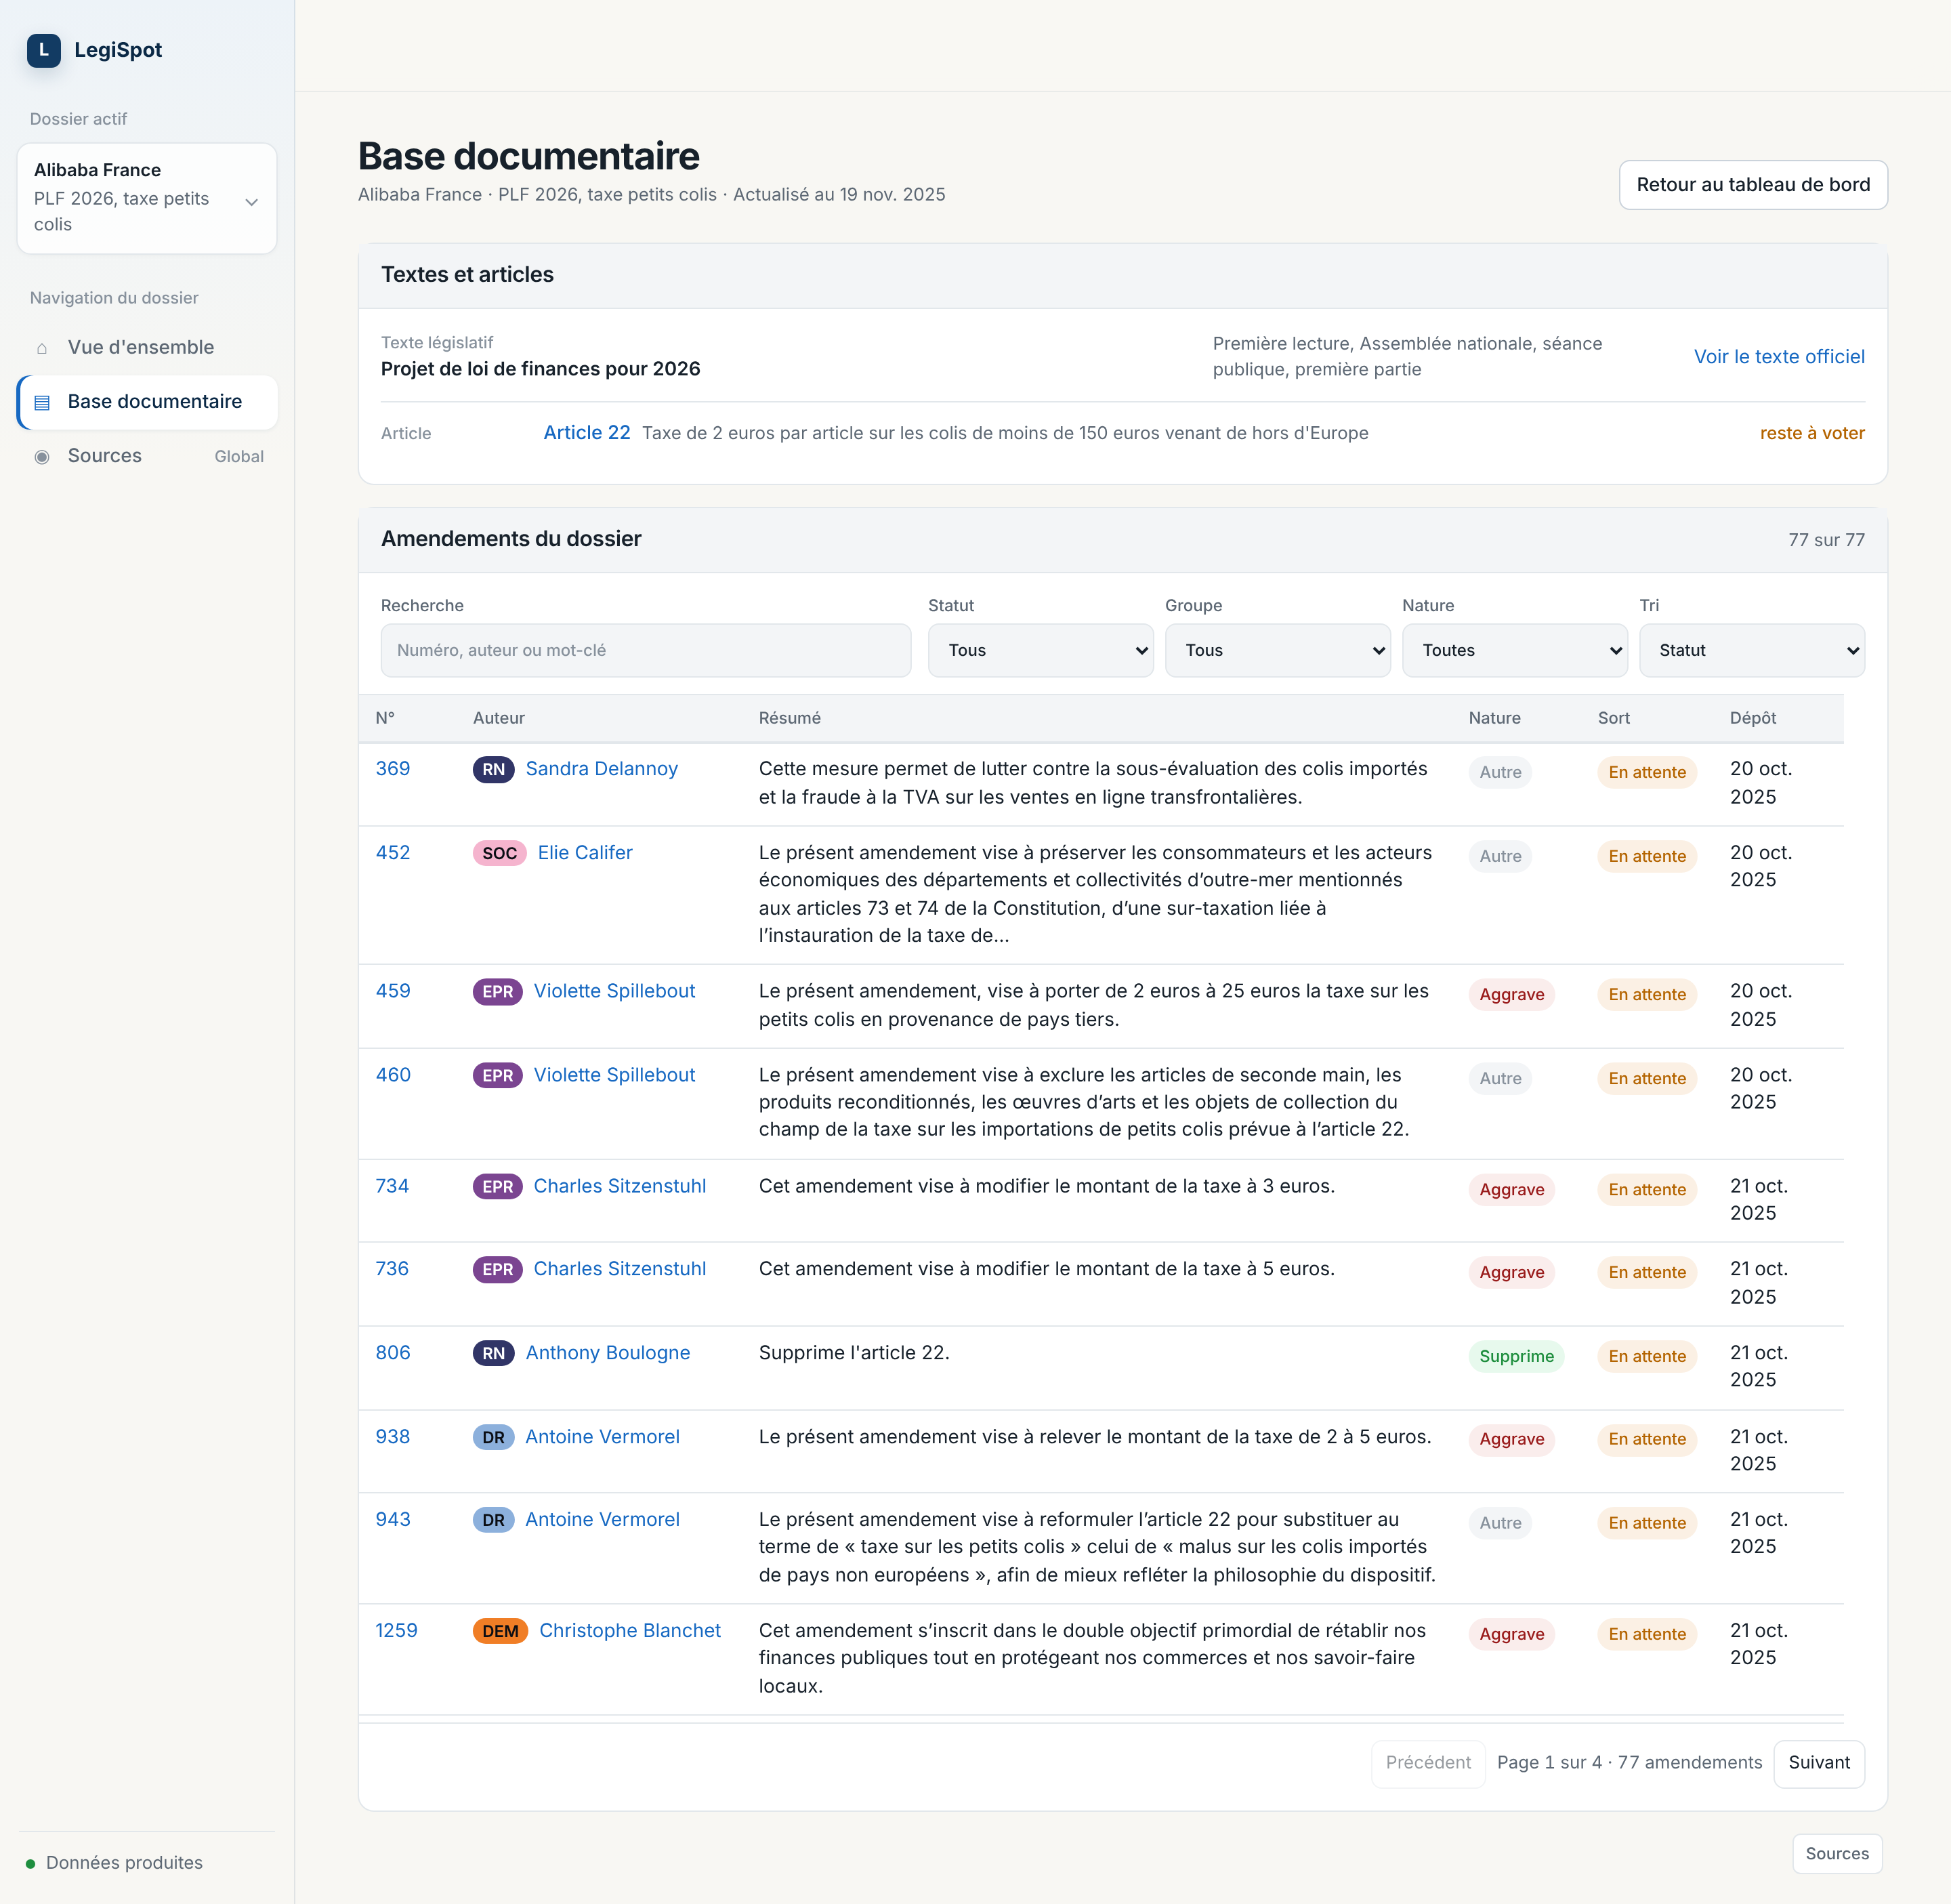 L LegiSpot
Dossier actif
Alibaba France
PLF 2026, taxe petits
colis
Navigation du dossier
Vue d'ensemble
Base documentaire
Sources Global
Données produites
Base documentaire
Alibaba France · PLF 2026, taxe petits colis · Actualisé au 19 nov. 2025
Retour au tableau de bord
Textes et articles
Texte législatif
Projet de loi de finances pour 2026
Première lecture, Assemblée nationale, séance
publique, première partie
Voir le texte officiel
Article Article 22 Taxe de 2 euros par article sur les colis de moins de 150 euros venant de hors d'Europe reste à voter
Amendements du dossier 77 sur 77
Recherche Statut Groupe Nature Tri
Numéro, auteur ou mot-clé Tous Tous Toutes Statut
N° Auteur Résumé Nature Sort Dépôt
369 RN Sandra Delannoy Cette mesure permet de lutter contre la sous-évaluation des colis importés Autre En attente 20 oct.
et la fraude à la TVA sur les ventes en ligne transfrontalières. 2025
452 SOC Elie Califer Le présent amendement vise à préserver les consommateurs et les acteurs Autre En attente 20 oct.
économiques des départements et collectivités d’outre-mer mentionnés 2025
aux articles 73 et 74 de la Constitution, d’une sur-taxation liée à
l’instauration de la taxe de…
459 EPR Violette Spillebout Le présent amendement, vise à porter de 2 euros à 25 euros la taxe sur les Aggrave En attente 20 oct.
petits colis en provenance de pays tiers. 2025
460 EPR Violette Spillebout Le présent amendement vise à exclure les articles de seconde main, les Autre En attente 20 oct.
produits reconditionnés, les œuvres d’arts et les objets de collection du 2025
champ de la taxe sur les importations de petits colis prévue à l’article 22.
734 EPR Charles Sitzenstuhl Cet amendement vise à modifier le montant de la taxe à 3 euros. Aggrave En attente 21 oct.
2025
736 EPR Charles Sitzenstuhl Cet amendement vise à modifier le montant de la taxe à 5 euros. Aggrave En attente 21 oct.
2025
806 RN Anthony Boulogne Supprime l'article 22. Supprime En attente 21 oct.
2025
938 DR Antoine Vermorel Le présent amendement vise à relever le montant de la taxe de 2 à 5 euros. Aggrave En attente 21 oct.
2025
943 DR Antoine Vermorel Le présent amendement vise à reformuler l’article 22 pour substituer au Autre En attente 21 oct.
terme de « taxe sur les petits colis » celui de « malus sur les colis importés 2025
de pays non européens », afin de mieux refléter la philosophie du dispositif.
1259 DEM Christophe Blanchet Cet amendement s’inscrit dans le double objectif primordial de rétablir nos Aggrave En attente 21 oct.
finances publiques tout en protégeant nos commerces et nos savoir-faire 2025
locaux.
Précédent Page 1 sur 4 · 77 amendements Suivant
Sources